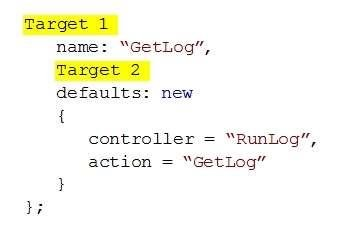 Target 1
name: “GetLog”,
Target 2
defaults: new
{
controller = “RunLog”,
action = “GetLog”
}
};